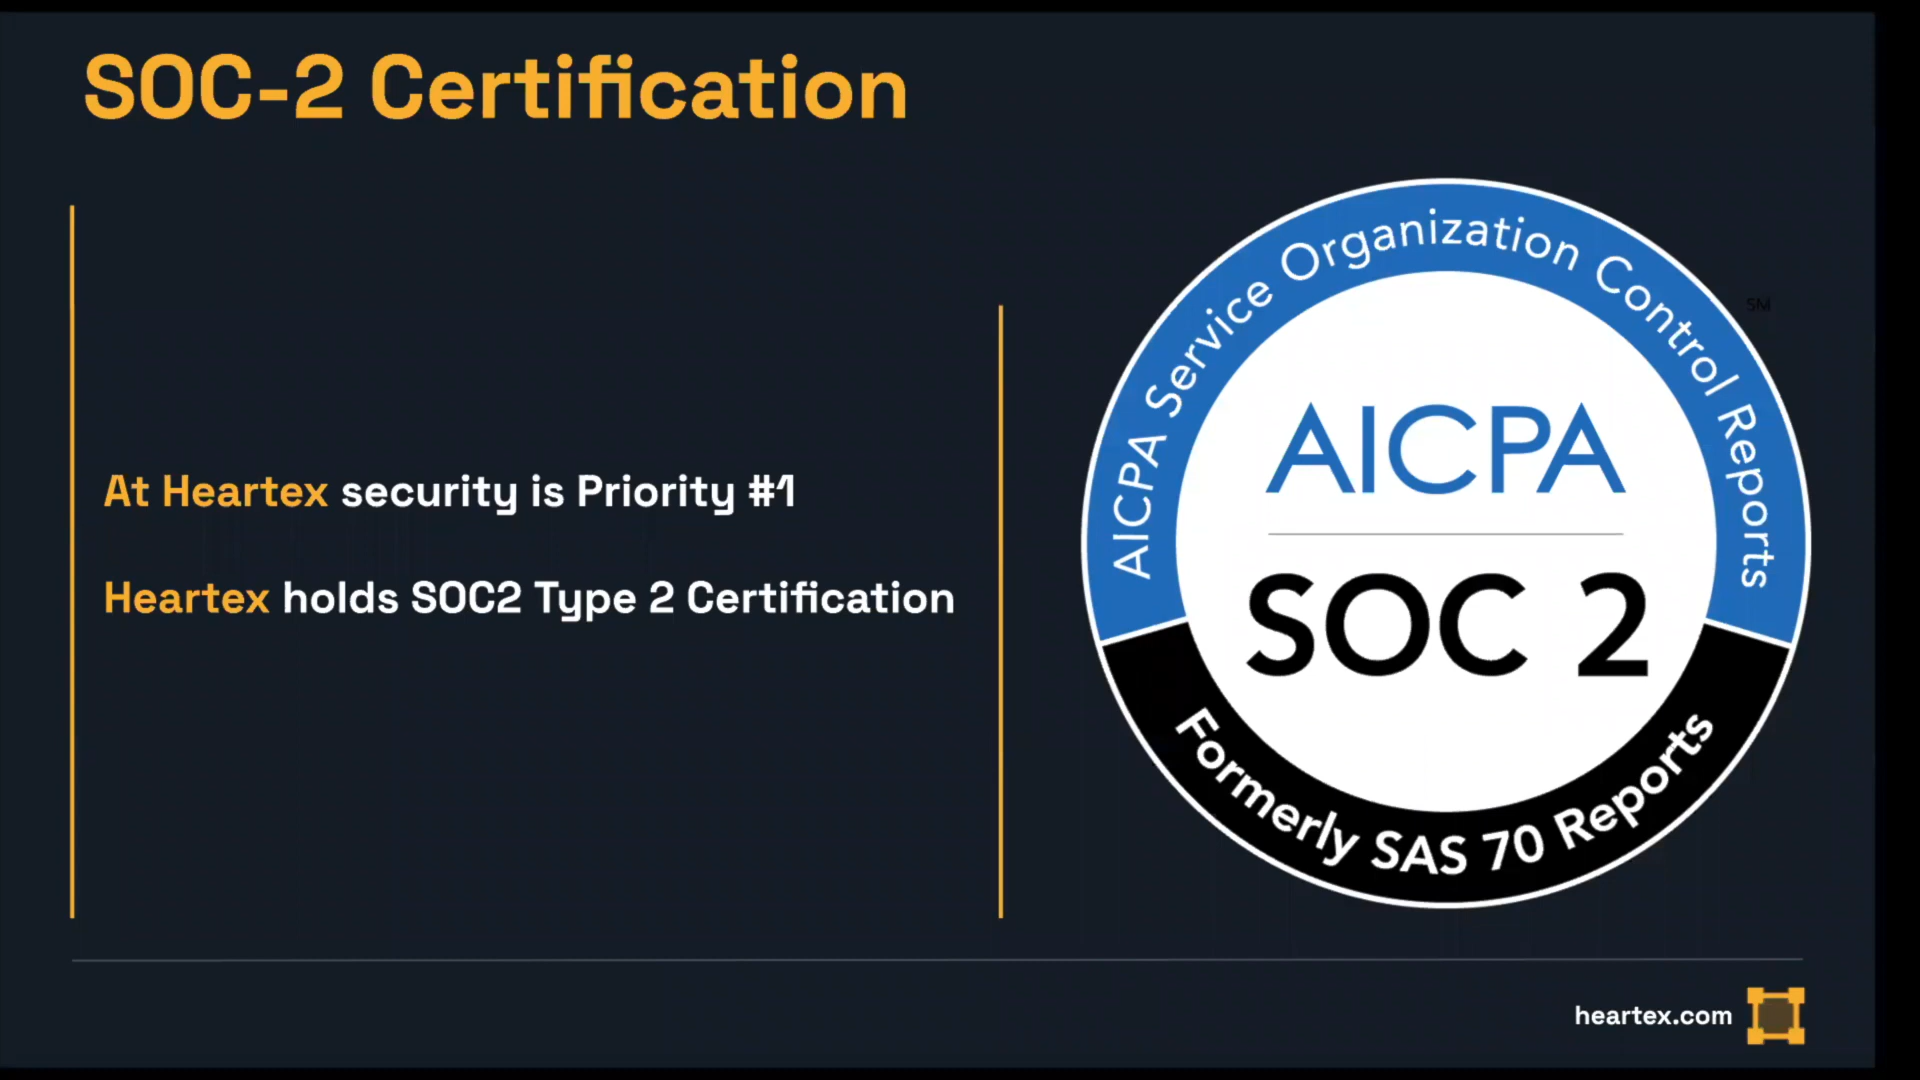 SOC-2 Certification
At Heartex security is Priority #1
Heartex holds SOC2 Type 2 Certification
AICPA Service Organization Control Reports
SM
AICPA
SOC 2
Formerly SAS 70 Reports
heartex.com